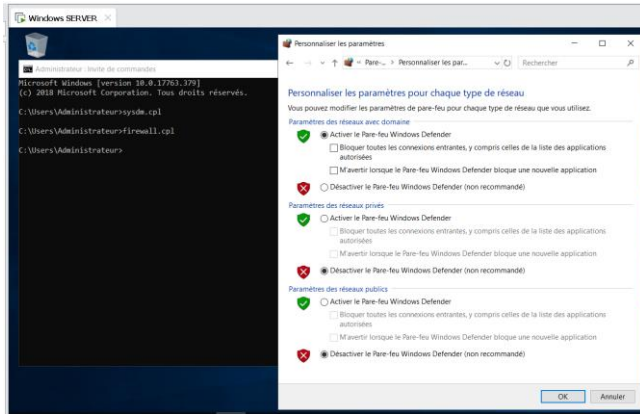 Windows SERVER
Administrateur : Invite de commandes
Microsoft Windows [version 10.0.17763.379]
(c) 2018 Microsoft Corporation. Tous droits réservés.
C:\Users\Administrateur>sysdm.cpl
C:\Users\Administrateur>firewall.cpl
C:\Users\Administrateur>
Personnaliser les paramètres
« Pare-... > Personnaliser les par...
Rechercher
Personnaliser les paramètres pour chaque type de réseau
Vous pouvez modifier les paramètres de pare-feu pour chaque type de réseau que vous utilisez.
Paramètres des réseaux avec domaine
Activer le Pare-feu Windows Defender
Bloquer toutes les connexions entrantes, y compris celles de la liste des applications
autorisées
M'avertir lorsque le Pare-feu Windows Defender bloque une nouvelle application
Désactiver le Pare-feu Windows Defender (non recommandé)
Paramètres des réseaux privés
Activer le Pare-feu Windows Defender
Bloquer toutes les connexions entrantes, y compris celles de la liste des applications
autorisées
M'avertir lorsque le Pare-feu Windows Defender bloque une nouvelle application
Désactiver le Pare-feu Windows Defender (non recommandé)
Paramètres des réseaux publics
Activer le Pare-feu Windows Defender
Bloquer toutes les connexions entrantes, y compris celles de la liste des applications
autorisées
M'avertir lorsque le Pare-feu Windows Defender bloque une nouvelle application
Désactiver le Pare-feu Windows Defender (non recommandé)
OK
Annuler